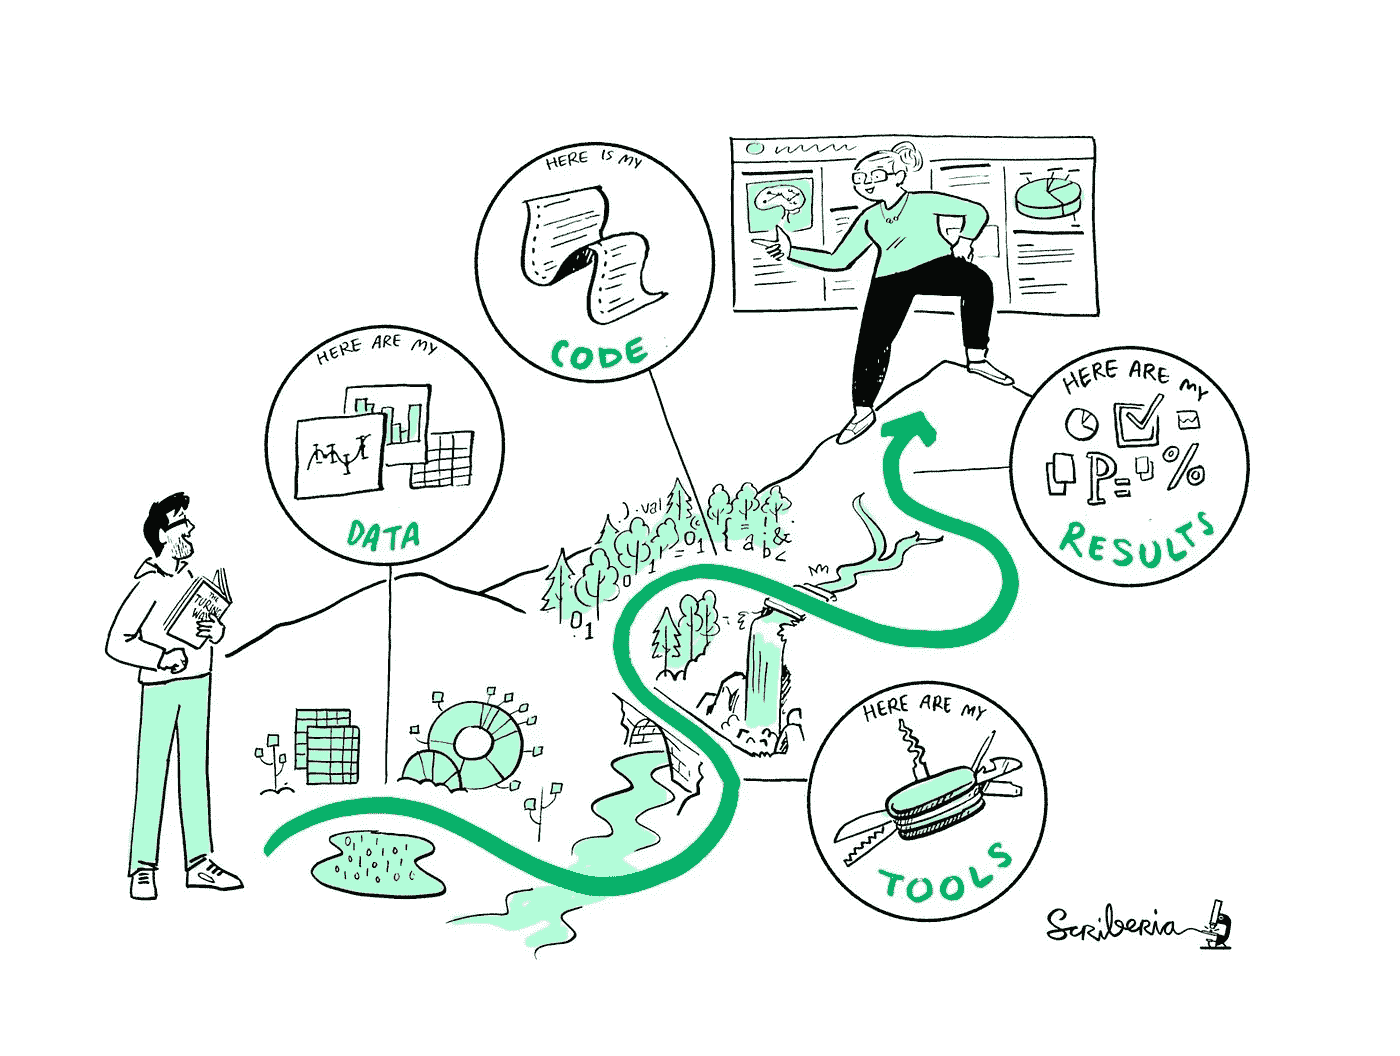 HERE IS MY
CODE
HERE ARE MY
DATA
HERE ARE MY
P=
%
RESULTS
THE
TURING
WAY
).val
0 1 = 0 1 { = &
a b <
0 1
HERE ARE MY
TOOLS
Scriberia